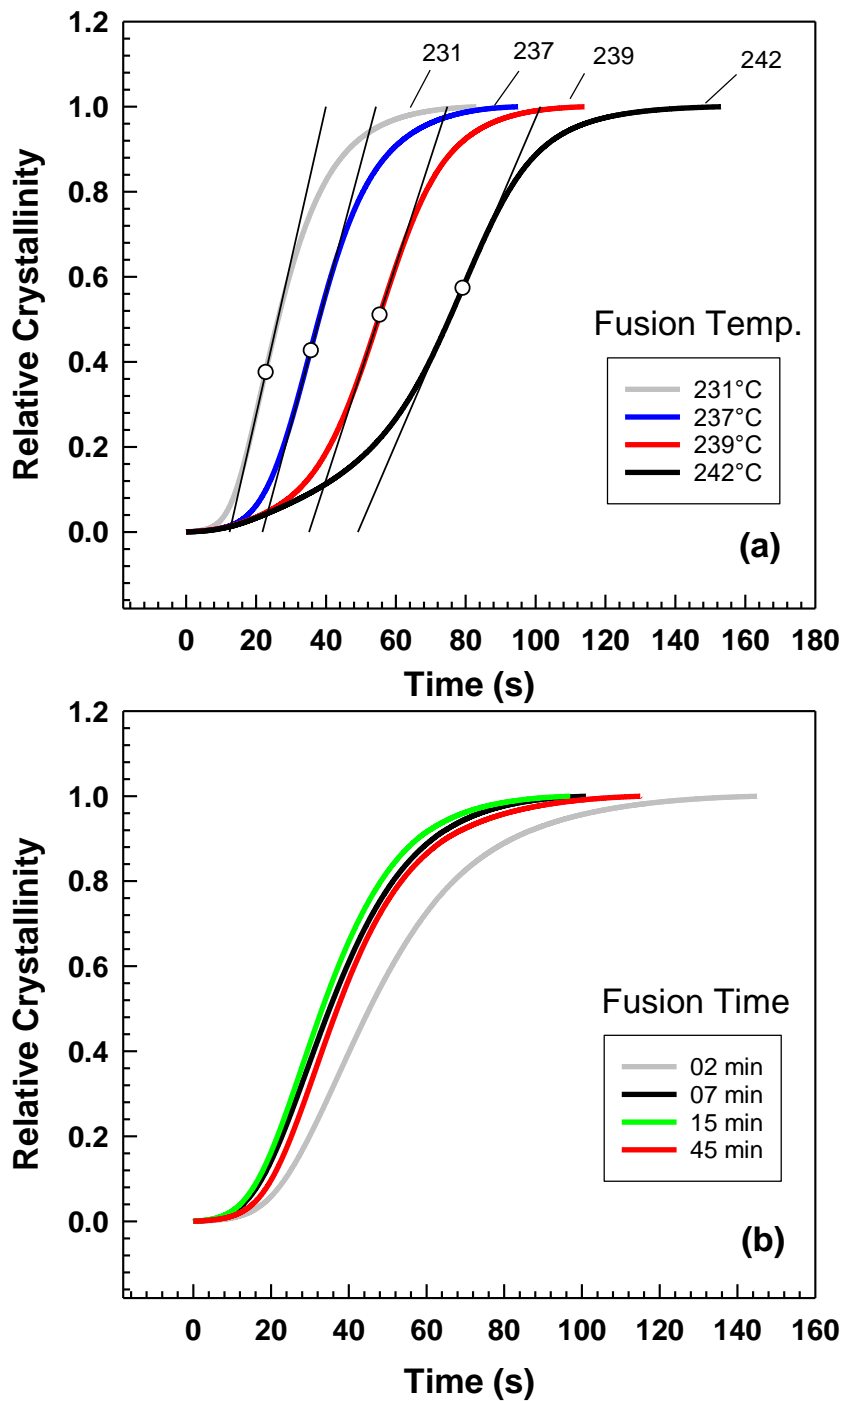 1.2
231
237
239
242
1.0
0.8
0.6
0.4
0.2
0.0
Relative Crystallinity
Fusion Temp.
231°C
237°C
239°C
242°C
(a)
0 20 40 60 80 100 120 140 160 180
Time (s)
1.2
1.0
0.8
0.6
0.4
0.2
0.0
Relative Crystallinity
Fusion Time
02 min
07 min
15 min
45 min
(b)
0 20 40 60 80 100 120 140 160
Time (s)